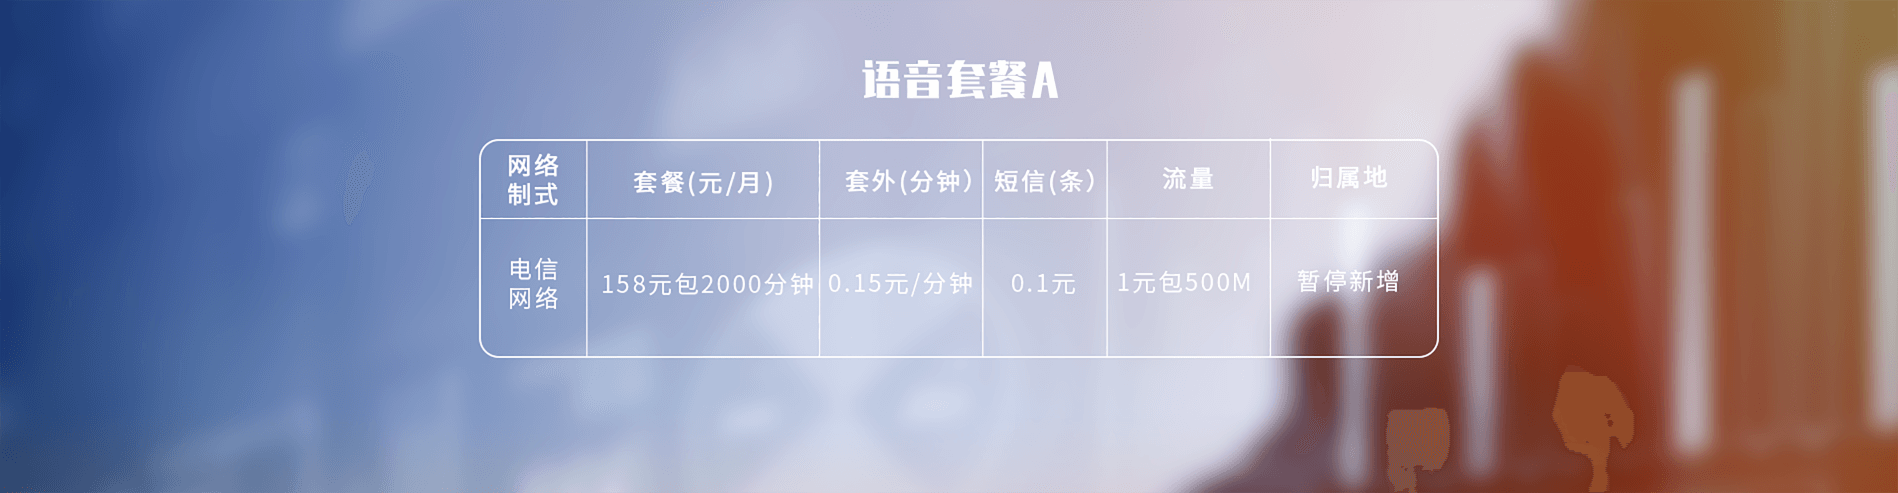 语音套餐A
网络
制式
套餐(元/月)
套外(分钟)
短信(条)
流量
归属地
电信
网络
158元包2000分钟
0.15元/分钟
0.1元
1元包500M
暂停新增